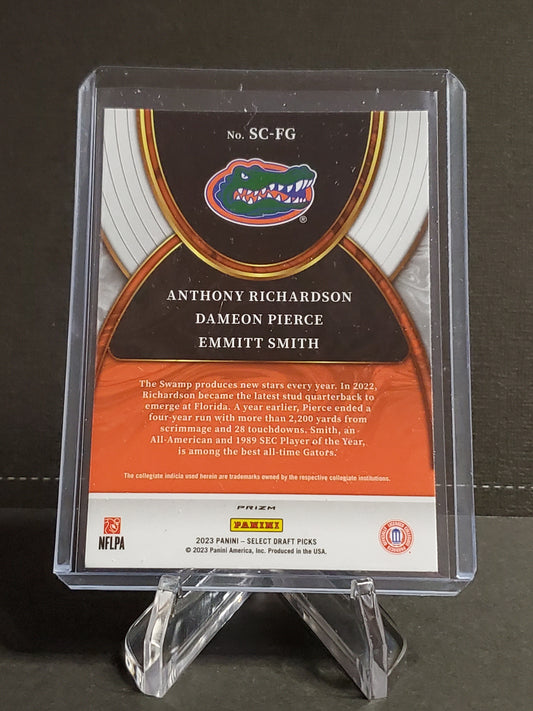 No. SC-FG
®
ANTHONY RICHARDSON
DAMEON PIERCE
EMMITT SMITH
The Swamp produces new stars every year. In 2022,
Richardson became the latest stud quarterback to
emerge at Florida. A year earlier, Pierce ended a
four-year run with more than 2,200 yards from
scrimmage and 28 touchdowns. Smith, an
All-American and 1989 SEC Player of the Year,
is among the best all-time Gators.
The collegiate indicia used herein are trademarks owned by the respective collegiate institutions.
PRIZM
PANINI
NFLPA
2023 PANINI – SELECT DRAFT PICKS
© 2023 Panini America, Inc. Produced in the USA.